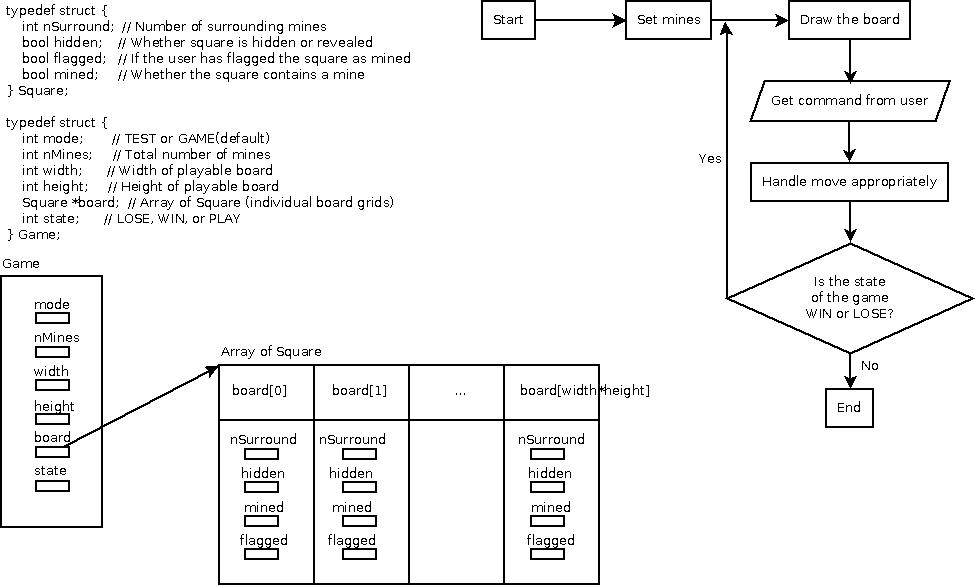 typedef struct {
int nSurround; // Number of surrounding mines
bool hidden; // Whether square is hidden or revealed
bool flagged; // If the user has flagged the square as mined
bool mined; // Whether the square contains a mine
} Square;
typedef struct {
int mode; // TEST or GAME(default)
int nMines; // Total number of mines
int width; // Width of playable board
int height; // Height of playable board
Square *board; // Array of Square (individual board grids)
int state; // LOSE, WIN, or PLAY
} Game;
Game
mode
nMines
width
height
board
state
Array of Square
board[0]
board[1]
...
board[width*height]
nSurround
hidden
mined
flagged
nSurround
hidden
mined
flagged
nSurround
hidden
mined
flagged
Start
Set mines
Draw the board
Get command from user
Handle move appropriately
Is the state
of the game
WIN or LOSE?
Yes
No
End